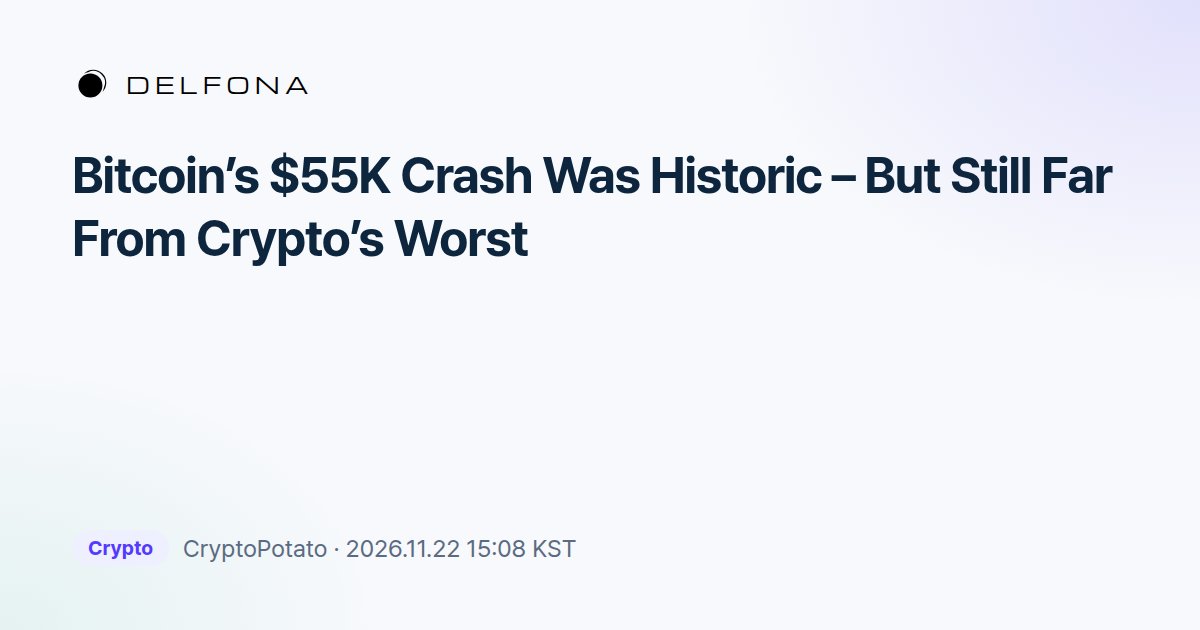 DELFONA
Bitcoin’s $55K Crash Was Historic – But Still Far
From Crypto’s Worst
Crypto CryptoPotato · 2026.11.22 15:08 KST